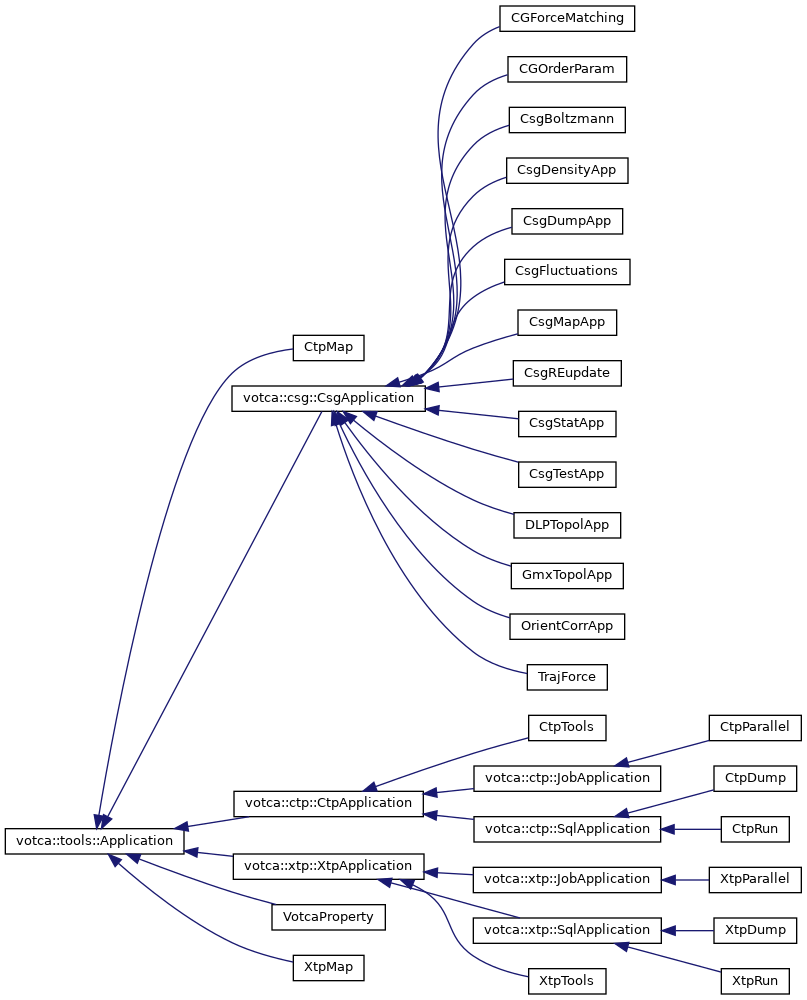 CGForceMatching
CGOrderParam
CsgBoltzmann
CsgDensityApp
CsgDumpApp
CsgFluctuations
CsgMapApp
CtpMap
CsgREupdate
votca::csg::CsgApplication
CsgStatApp
CsgTestApp
DLPTopolApp
GmxTopolApp
OrientCorrApp
TrajForce
CtpTools
CtpParallel
votca::ctp::JobApplication
CtpDump
votca::ctp::CtpApplication
votca::ctp::SqlApplication
CtpRun
votca::tools::Application
votca::xtp::XtpApplication
votca::xtp::JobApplication
XtpParallel
VotcaProperty
votca::xtp::SqlApplication
XtpDump
XtpMap
XtpTools
XtpRun